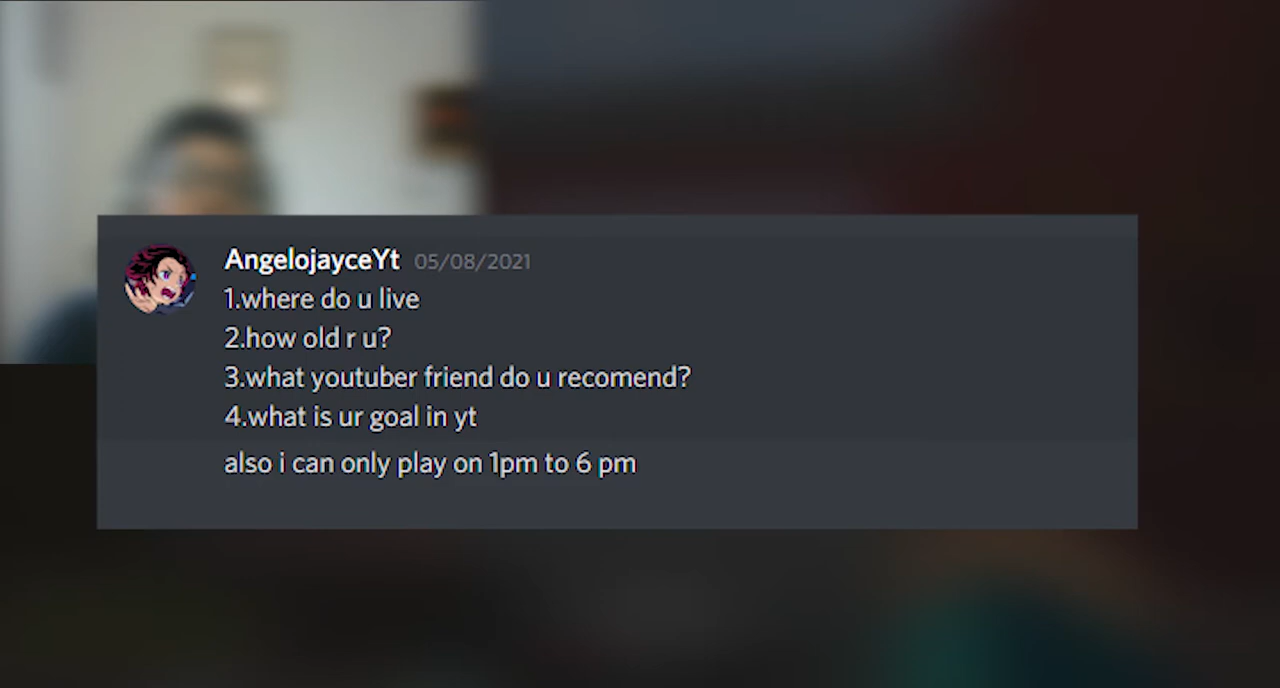 AngelojayceYt 05/08/2021
1.where do u live
2.how old r u?
3.what youtuber friend do u recomend?
4.what is ur goal in yt
also i can only play on 1pm to 6 pm